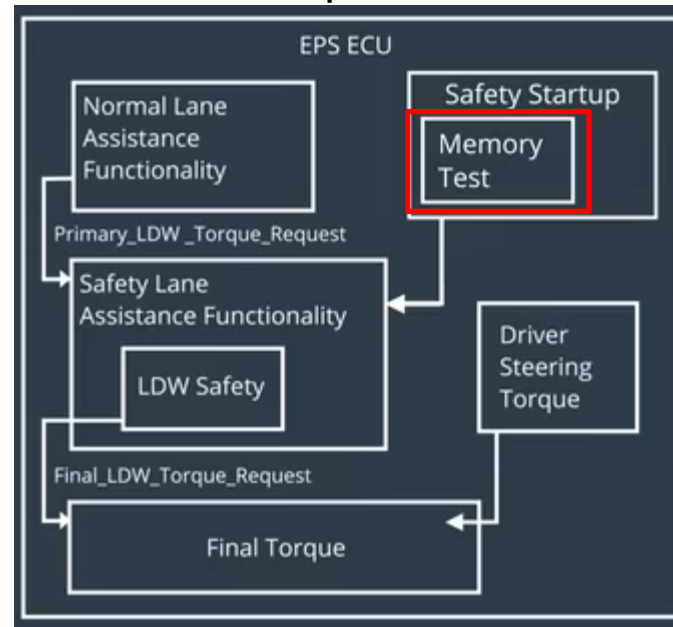 EPS ECU
Normal Lane
Assistance
Functionality
Safety Startup
Memory
Test
Primary_LDW _Torque_Request
Safety Lane
Assistance Functionality
LDW Safety
Driver
Steering
Torque
Final_LDW_Torque_Request
Final Torque